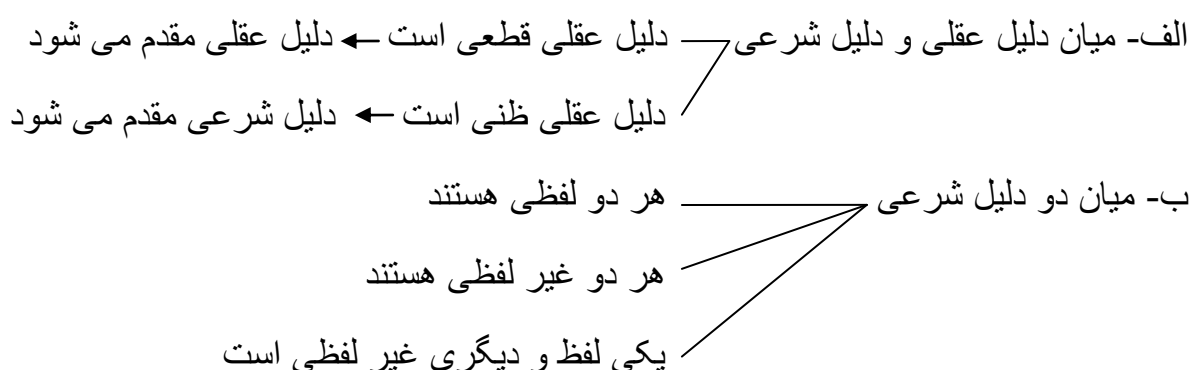 الف- میان دلیل عقلی و دلیل شرعی دلیل عقلی قطعی است ← دلیل عقلی مقدم می شود
دلیل عقلی ظنی است ← دلیل شرعی مقدم می شود
ب- میان دو دلیل شرعی هر دو لفظی هستند
هر دو غیر لفظی هستند
یکی لفظ و دیگری غیر لفظی است